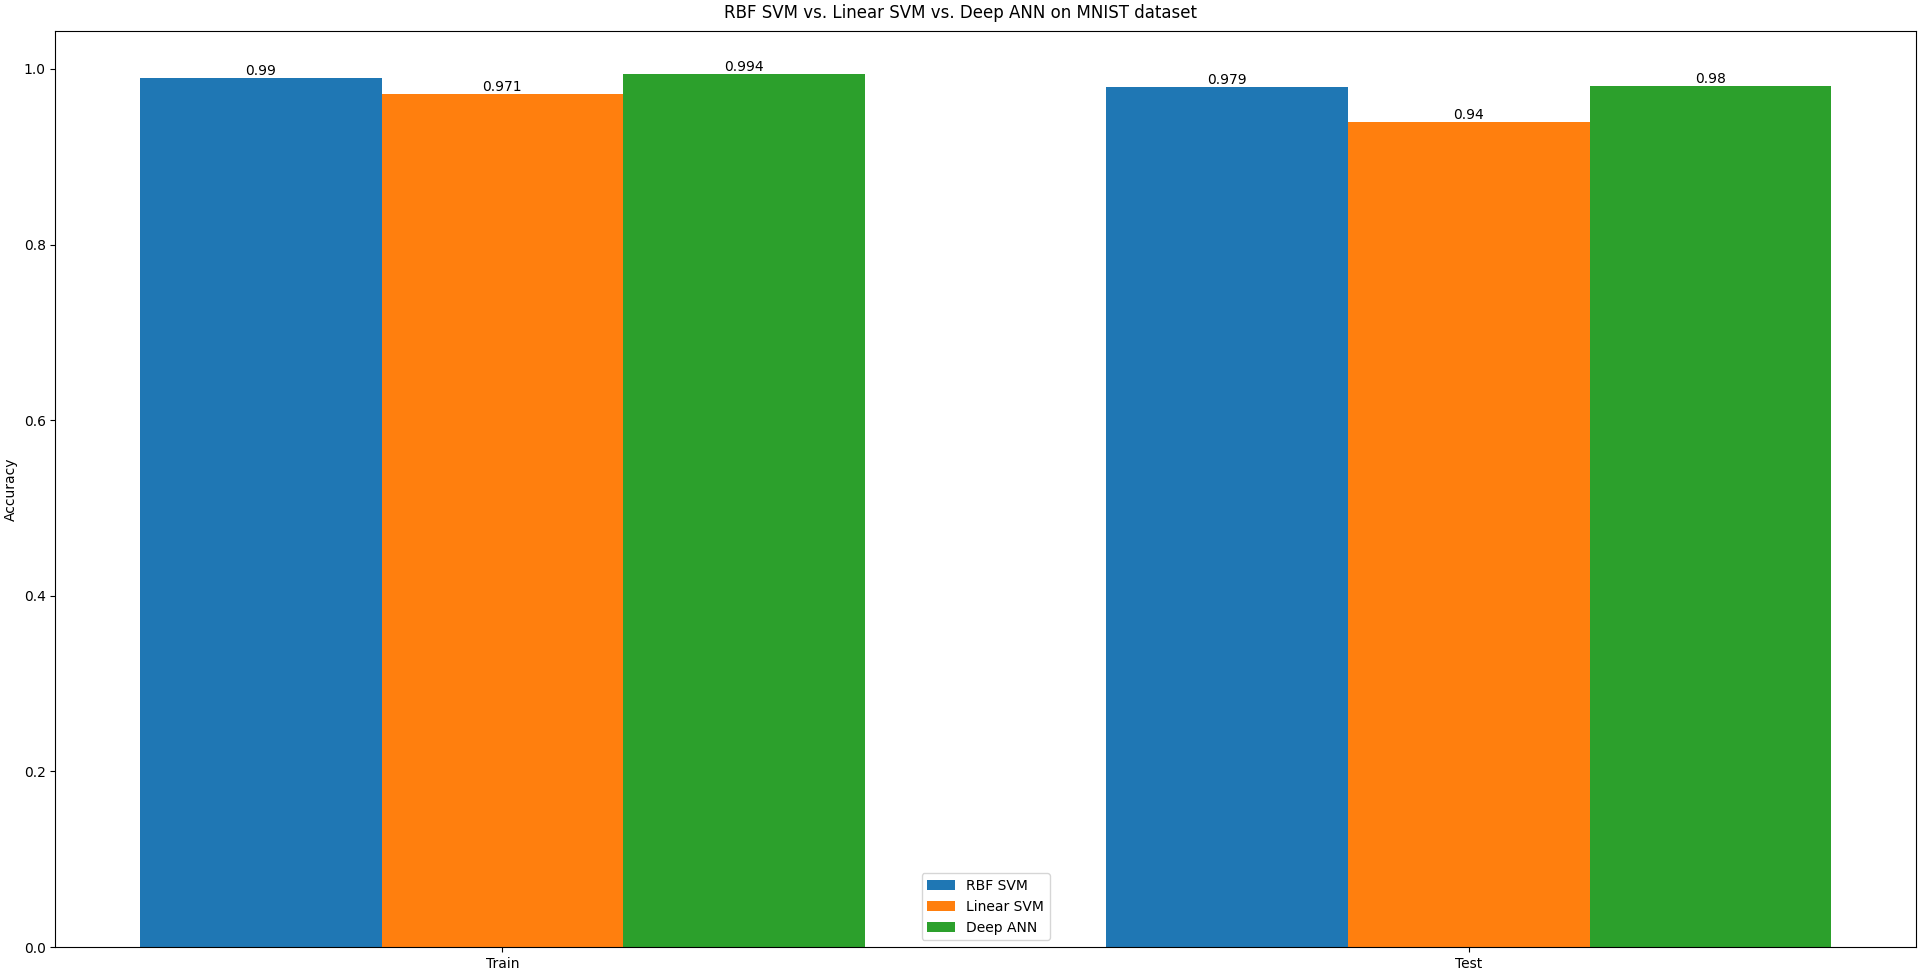 RBF SVM vs. Linear SVM vs. Deep ANN on MNIST dataset
Accuracy
1.0
0.8
0.6
0.4
0.2
0.0
0.99
0.971
0.994
0.979
0.94
0.98
RBF SVM
Linear SVM
Deep ANN
Train
Test